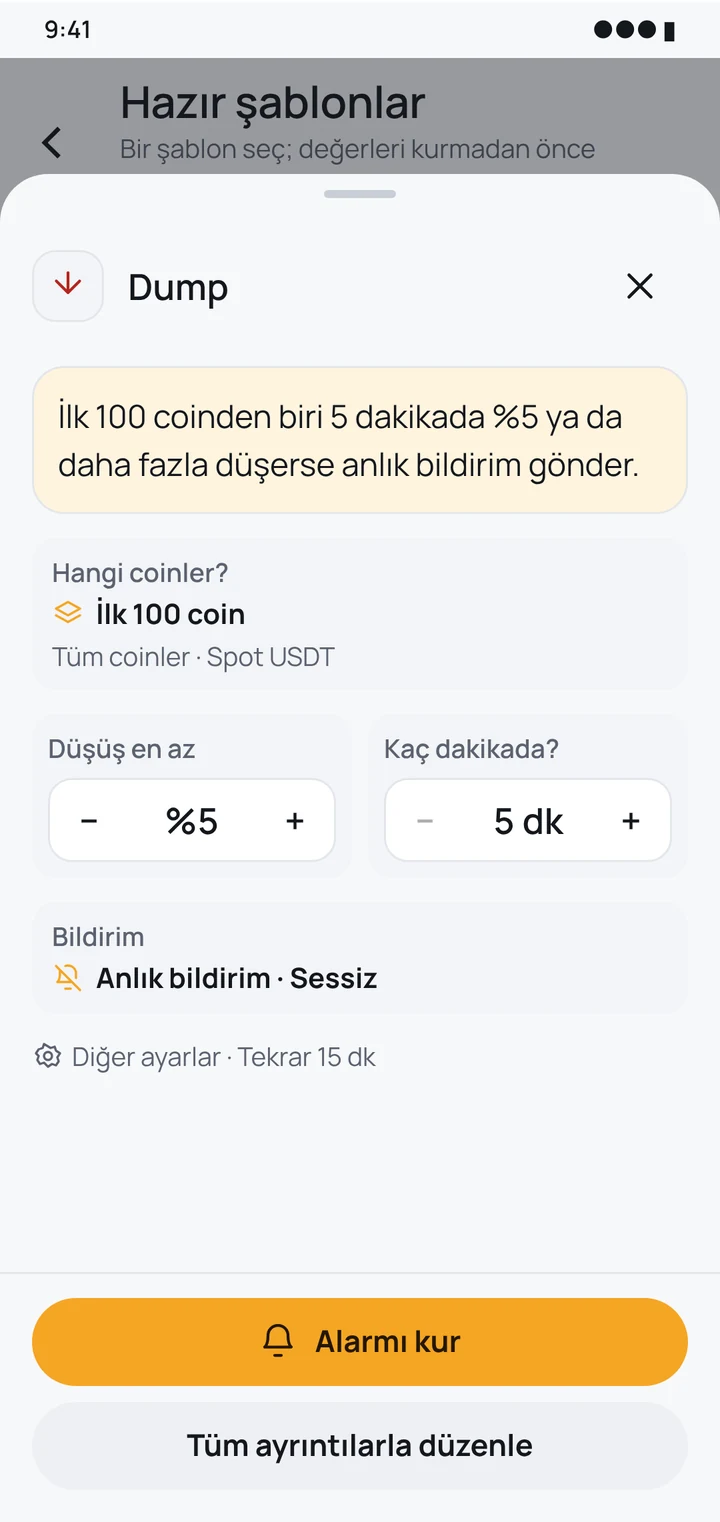 9:41
Hazır şablonlar
Bir şablon seç; değerleri kurmadan önce
Dump
İlk 100 coinden biri 5 dakikada %5 ya da
daha fazla düşerse anlık bildirim gönder.
Hangi coinler?
İlk 100 coin
Tüm coinler · Spot USDT
Düşüş en az
Kaç dakikada?
− %5 +
− 5 dk +
Bildirim
Anlık bildirim · Sessiz
Diğer ayarlar · Tekrar 15 dk
Alarmı kur
Tüm ayrıntılarla düzenle